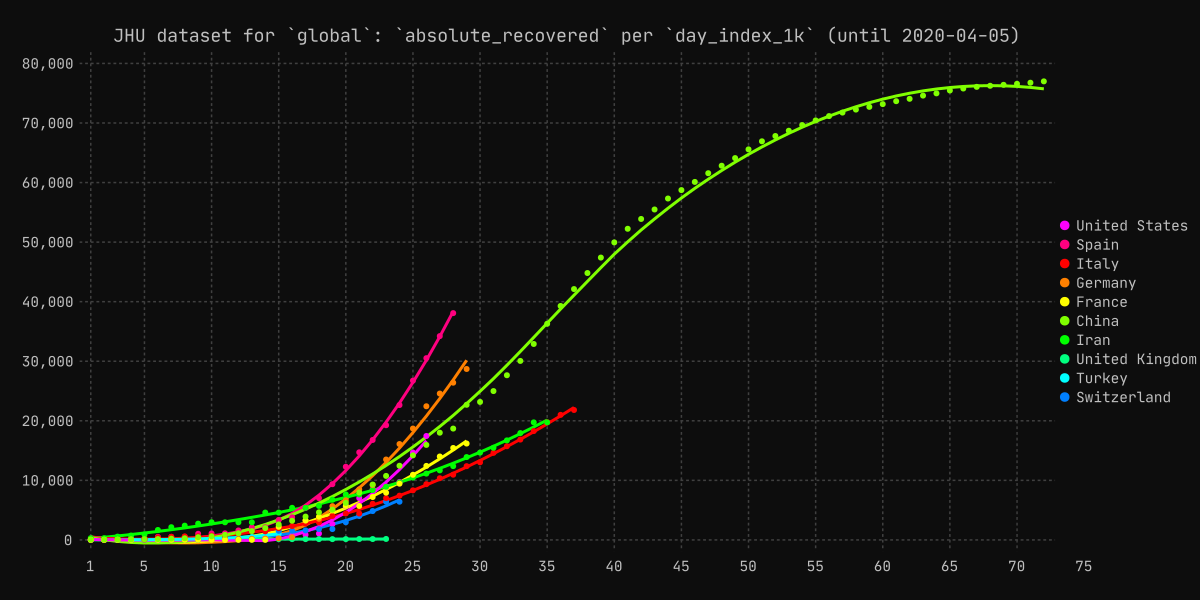 JHU dataset for `global`: `absolute_recovered` per `day_index_1k` (until 2020-04-05)
80,000
70,000
60,000
50,000
40,000
30,000
20,000
10,000
0
1 5 10 15 20 25 30 35 40 45 50 55 60 65 70 75
United States
Spain
Italy
Germany
France
China
Iran
United Kingdom
Turkey
Switzerland